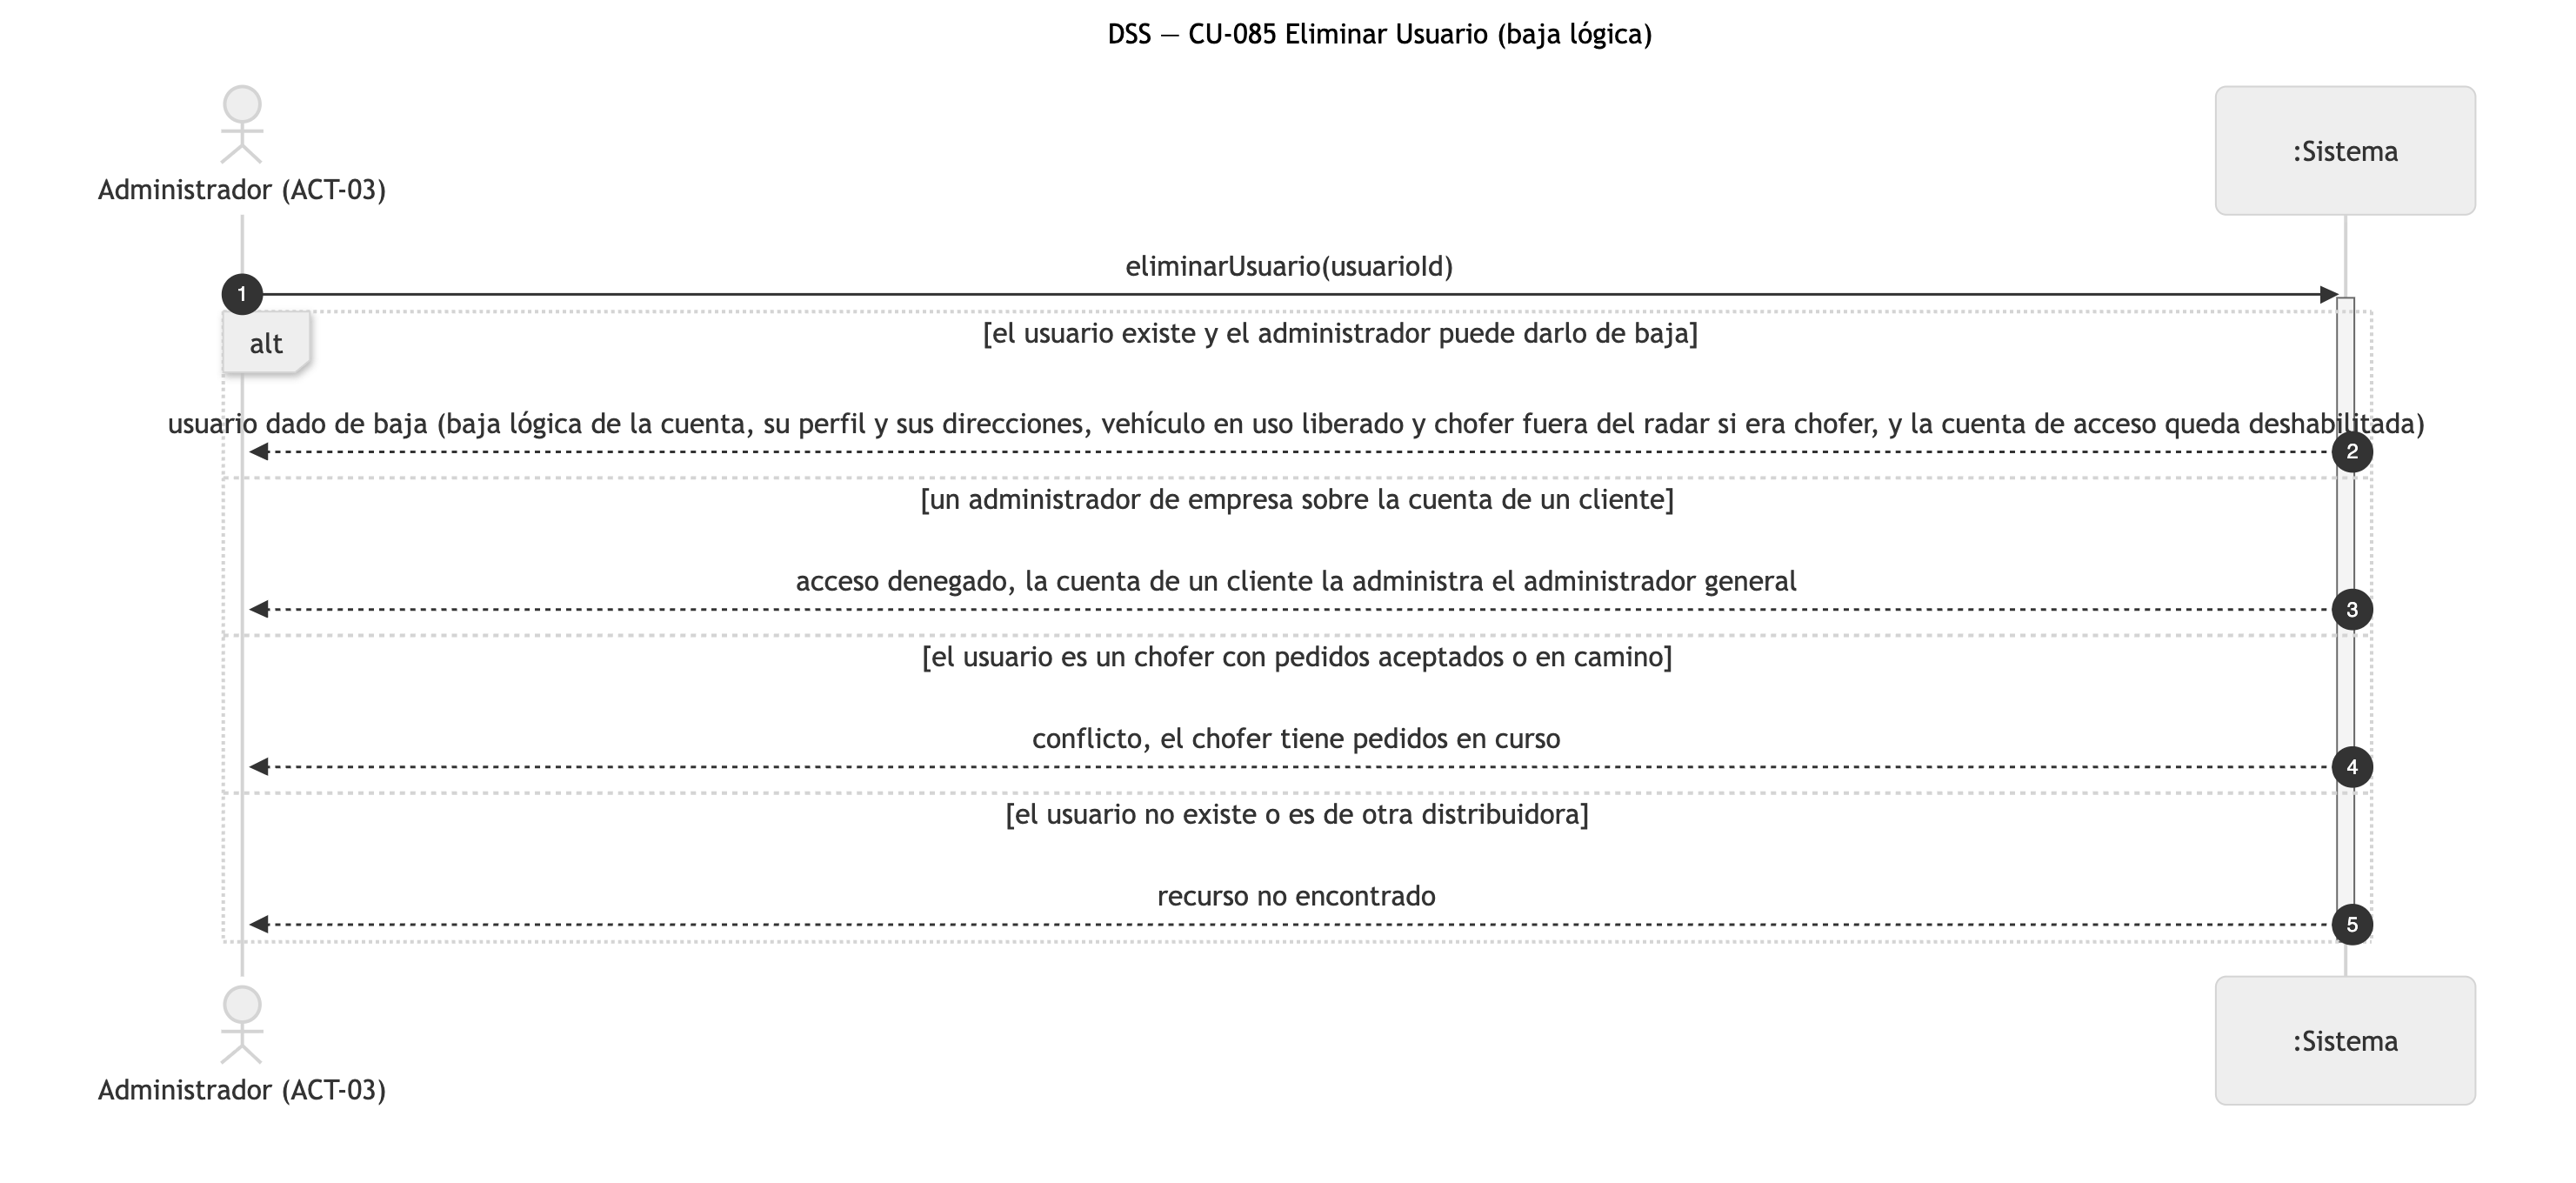 DSS — CU-085 Eliminar Usuario (baja lógica)
Administrador (ACT-03)
:Sistema
eliminarUsuario(usuarioId)
1
alt
[el usuario existe y el administrador puede darlo de baja]
usuario dado de baja (baja lógica de la cuenta, su perfil y sus direcciones, vehículo en uso liberado y chofer fuera del radar si era chofer, y la cuenta de acceso queda deshabilitada)
2
[un administrador de empresa sobre la cuenta de un cliente]
acceso denegado, la cuenta de un cliente la administra el administrador general
3
[el usuario es un chofer con pedidos aceptados o en camino]
conflicto, el chofer tiene pedidos en curso
4
[el usuario no existe o es de otra distribuidora]
recurso no encontrado
5
Administrador (ACT-03)
:Sistema